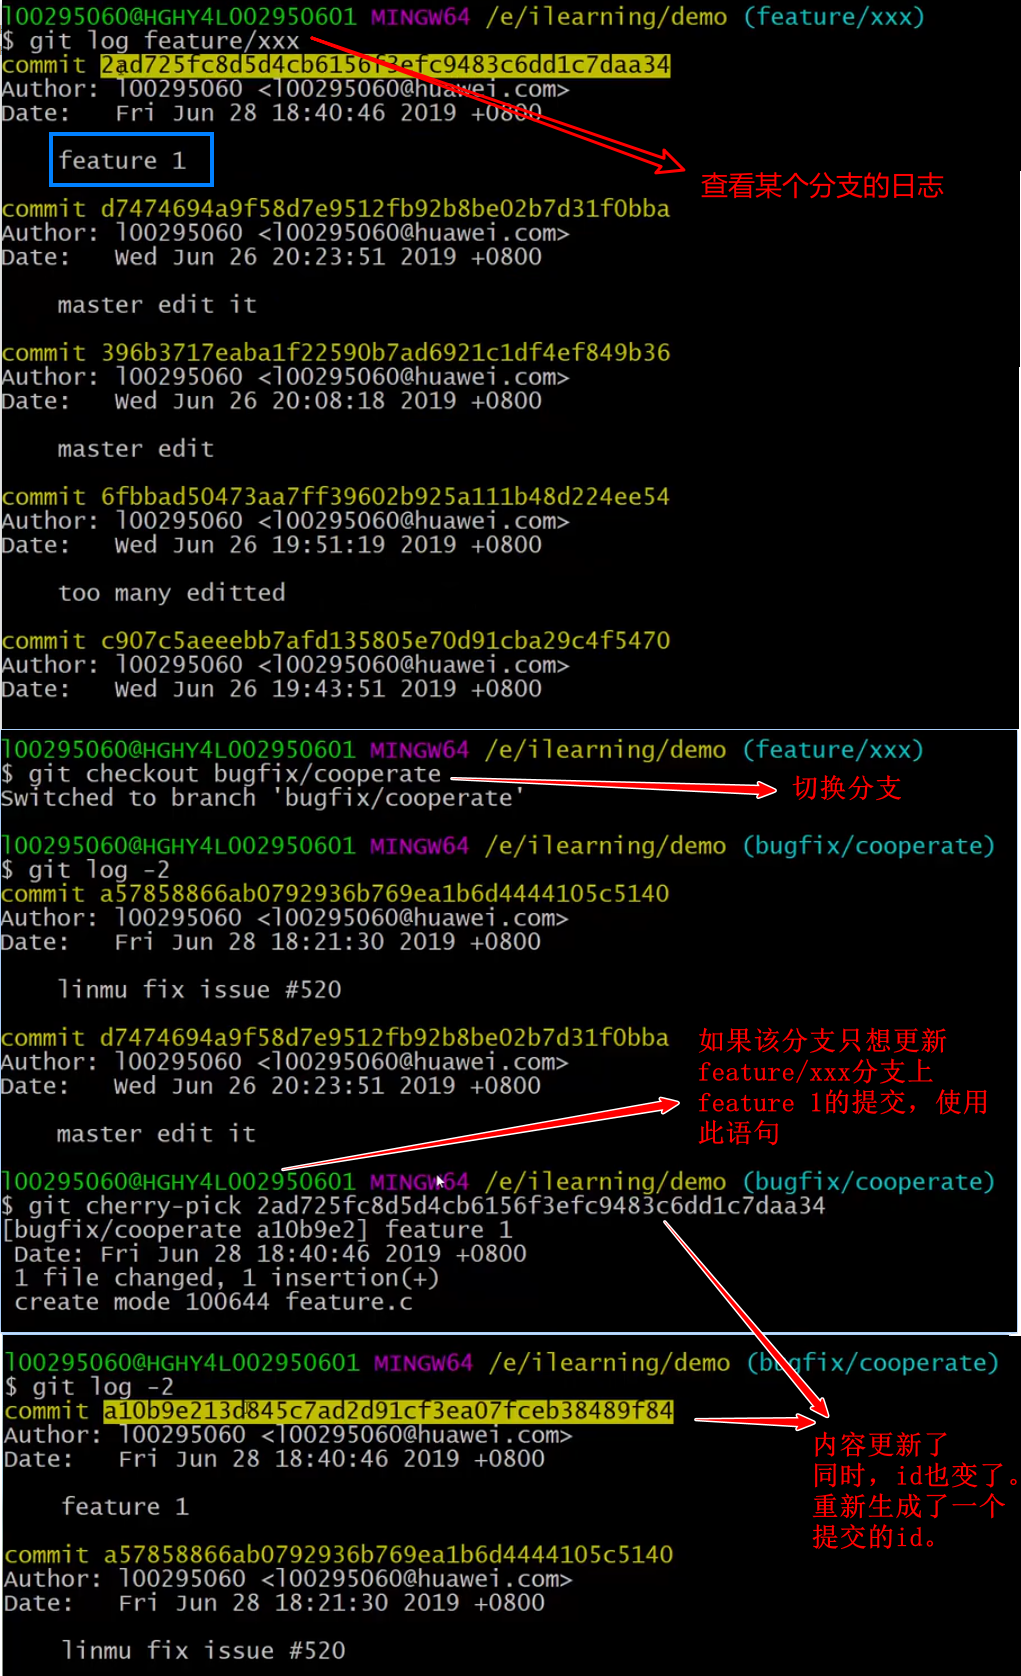 l00295060@HGHY4L002950601 MINGW64 /e/ilearning/demo (feature/xxx)
$ git log feature/xxx
commit 2ad725fc8d5d4cb6156f3efc9483c6dd1c7daa34
Author: l00295060 <l00295060@huawei.com>
Date:   Fri Jun 28 18:40:46 2019 +0800
feature 1
查看某个分支的日志
commit d7474694a9f58d7e9512fb92b8be02b7d31f0bba
Author: l00295060 <l00295060@huawei.com>
Date:   Wed Jun 26 20:23:51 2019 +0800
master edit it
commit 396b3717eaba1f22590b7ad6921c1df4ef849b36
Author: l00295060 <l00295060@huawei.com>
Date:   Wed Jun 26 20:08:18 2019 +0800
master edit
commit 6fbbad50473aa7ff39602b925a111b48d224ee54
Author: l00295060 <l00295060@huawei.com>
Date:   Wed Jun 26 19:51:19 2019 +0800
too many editted
commit c907c5aeeebb7afd135805e70d91cba29c4f5470
Author: l00295060 <l00295060@huawei.com>
Date:   Wed Jun 26 19:43:51 2019 +0800
l00295060@HGHY4L002950601 MINGW64 /e/ilearning/demo (feature/xxx)
$ git checkout bugfix/cooperate
切换分支
Switched to branch 'bugfix/cooperate'
l00295060@HGHY4L002950601 MINGW64 /e/ilearning/demo (bugfix/cooperate)
$ git log -2
commit a57858866ab0792936b769ea1b6d4444105c5140
Author: l00295060 <l00295060@huawei.com>
Date:   Fri Jun 28 18:21:30 2019 +0800
linmu fix issue #520
commit d7474694a9f58d7e9512fb92b8be02b7d31f0bba
Author: l00295060 <l00295060@huawei.com>
Date:   Wed Jun 26 20:23:51 2019 +0800
master edit it
如果该分支只想更新
feature/xxx分支上
feature 1的提交，使用
此语句
l00295060@HGHY4L002950601 MINGW64 /e/ilearning/demo (bugfix/cooperate)
$ git cherry-pick 2ad725fc8d5d4cb6156f3efc9483c6dd1c7daa34
[bugfix/cooperate a10b9e2] feature 1
Date: Fri Jun 28 18:40:46 2019 +0800
1 file changed, 1 insertion(+)
create mode 100644 feature.c
l00295060@HGHY4L002950601 MINGW64 /e/ilearning/demo (bugfix/cooperate)
$ git log -2
commit a10b9e213d845c7ad2d91cf3ea07fceb38489f84
Author: l00295060 <l00295060@huawei.com>
Date:   Fri Jun 28 18:40:46 2019 +0800
feature 1
内容更新了
同时，id也变了。
重新生成了一个
提交的id。
commit a57858866ab0792936b769ea1b6d4444105c5140
Author: l00295060 <l00295060@huawei.com>
Date:   Fri Jun 28 18:21:30 2019 +0800
linmu fix issue #520